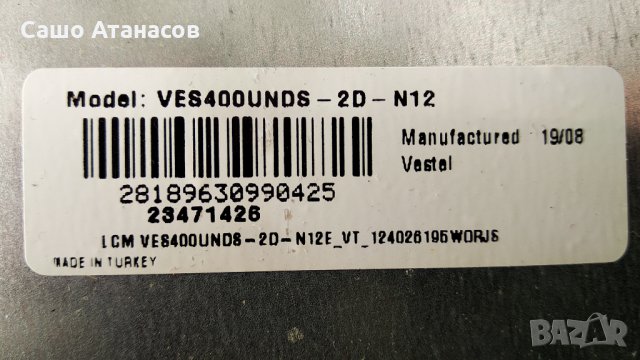 Сашо Атанасов
Model: VES400UNDS-2D-N12
Manufactured 19/08
Vestel
28189630990425
23471426
LCM VES400UNDS-2D-N12E_VT_124026195WORJS
MADE IN TURKEY
BAZAR